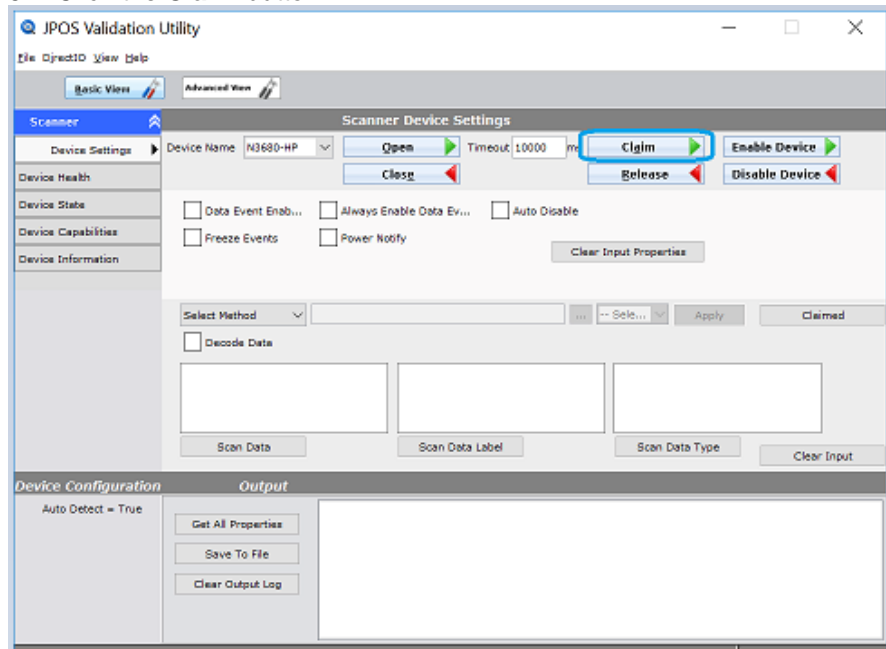 JPOS Validation Utility
File DirectIO View Help
Basic View Advanced View
Scanner Scanner Device Settings
Device Settings Device Name N3680-HP Open Timeout 10000 Claim Enable Device
Device Health Close Release Disable Device
Device State Data Event Enab... Always Enable Data Ev... Auto Disable
Device Capabilities Freeze Events Power Notify
Device Information Clear Input Properties
Select Method ... -- Sele... Apply Claimed
Decode Data
Scan Data Scan Data Label Scan Data Type Clear Input
Device Configuration Output
Auto Detect = True
Get All Properties
Save To File
Clear Output Log